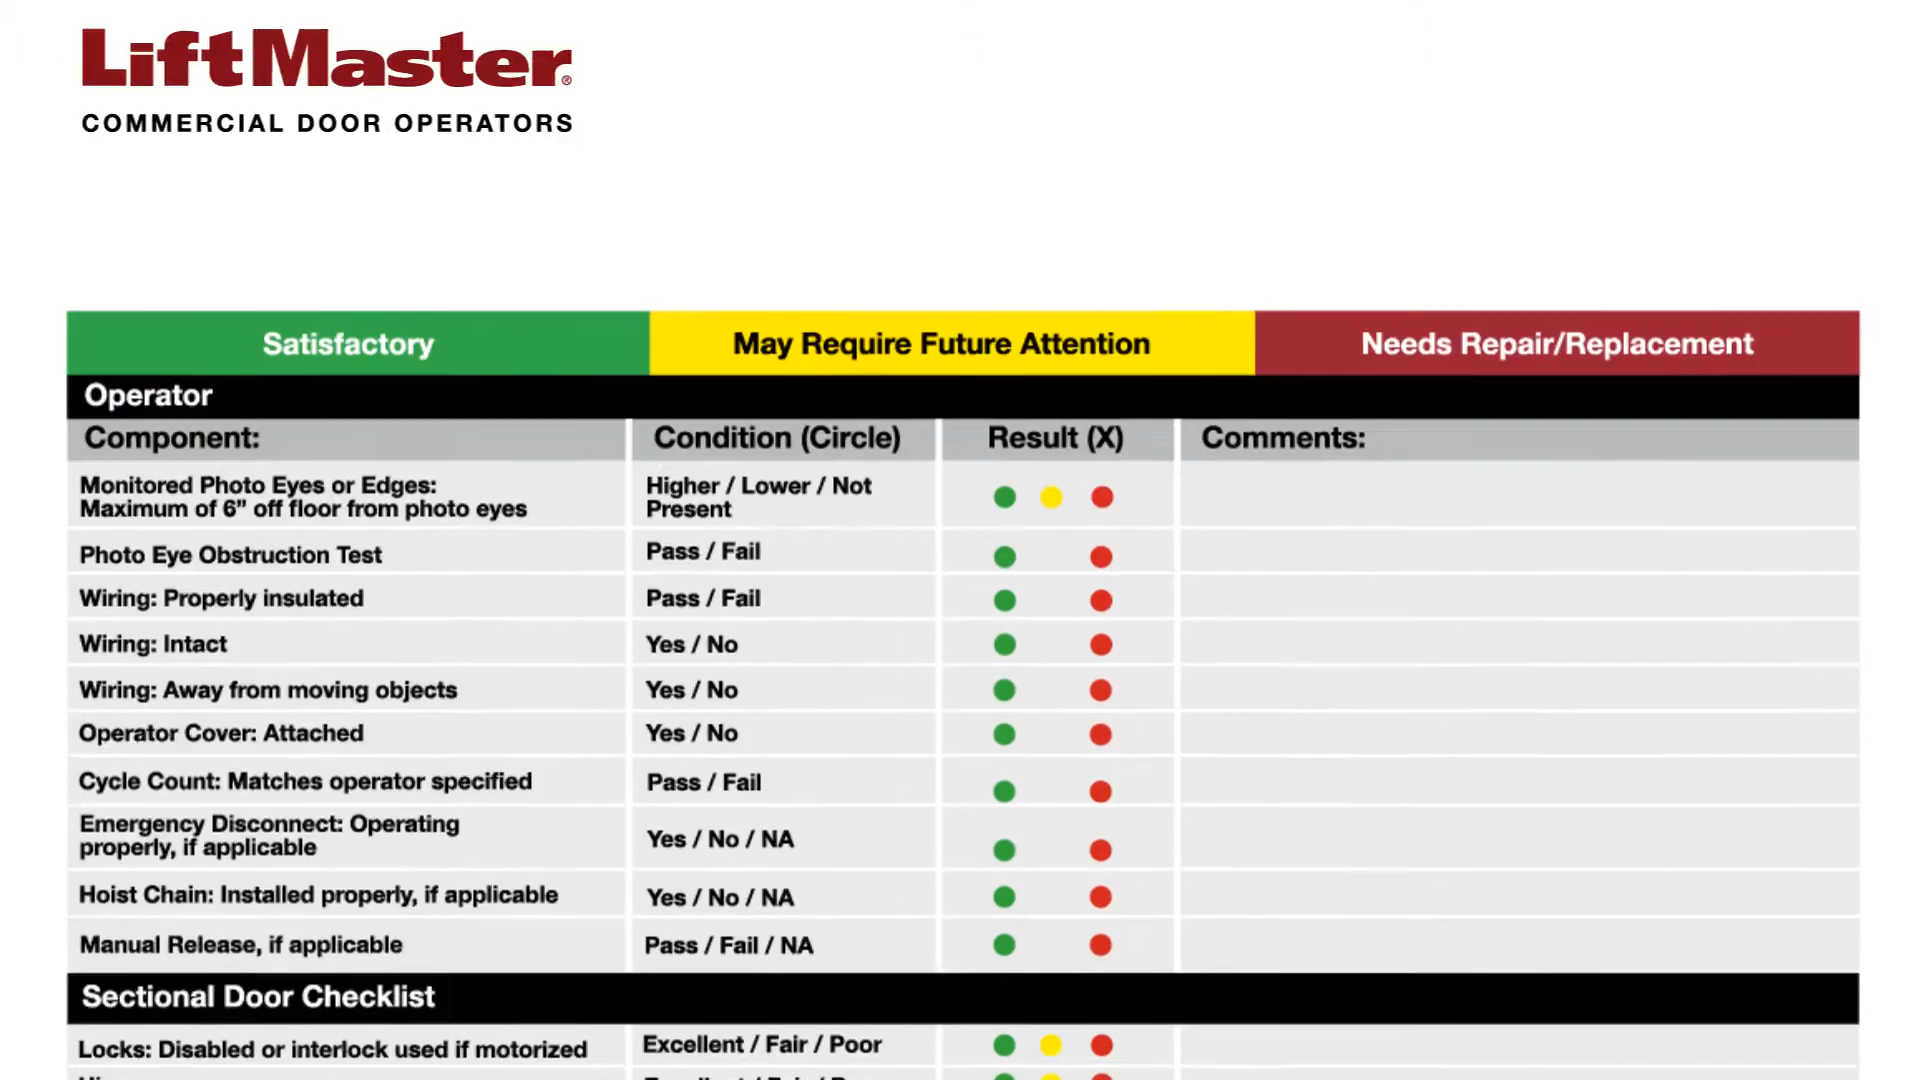 LiftMaster®
COMMERCIAL DOOR OPERATORS
Satisfactory May Require Future Attention Needs Repair/Replacement
Operator
Component: Condition (Circle) Result (X) Comments:
Monitored Photo Eyes or Edges:
Maximum of 6” off floor from photo eyes
Higher / Lower / Not
Present
Photo Eye Obstruction Test Pass / Fail
Wiring: Properly insulated Pass / Fail
Wiring: Intact Yes / No
Wiring: Away from moving objects Yes / No
Operator Cover: Attached Yes / No
Cycle Count: Matches operator specified Pass / Fail
Emergency Disconnect: Operating
properly, if applicable
Yes / No / NA
Hoist Chain: Installed properly, if applicable Yes / No / NA
Manual Release, if applicable Pass / Fail / NA
Sectional Door Checklist
Locks: Disabled or interlock used if motorized Excellent / Fair / Poor